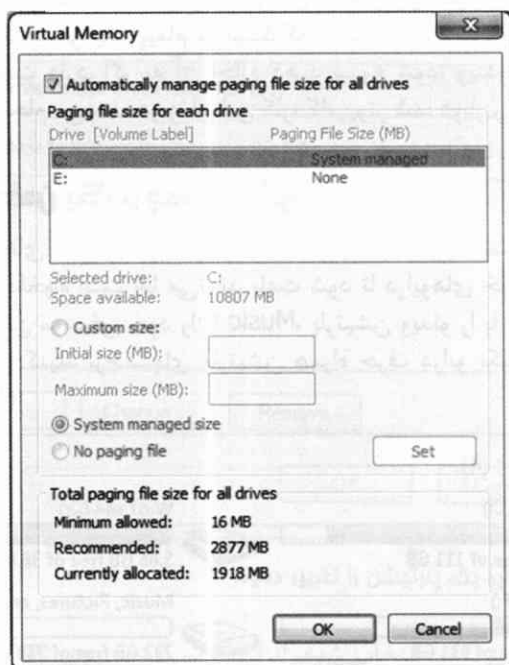 Virtual Memory
Automatically manage paging file size for all drives
Paging file size for each drive
Drive [Volume Label] Paging File Size (MB)
C: System managed
E: None
Selected drive: C:
Space available: 10807 MB
Custom size:
Initial size (MB):
Maximum size (MB):
System managed size
No paging file
Set
Total paging file size for all drives
Minimum allowed: 16 MB
Recommended: 2877 MB
Currently allocated: 1918 MB
OK Cancel